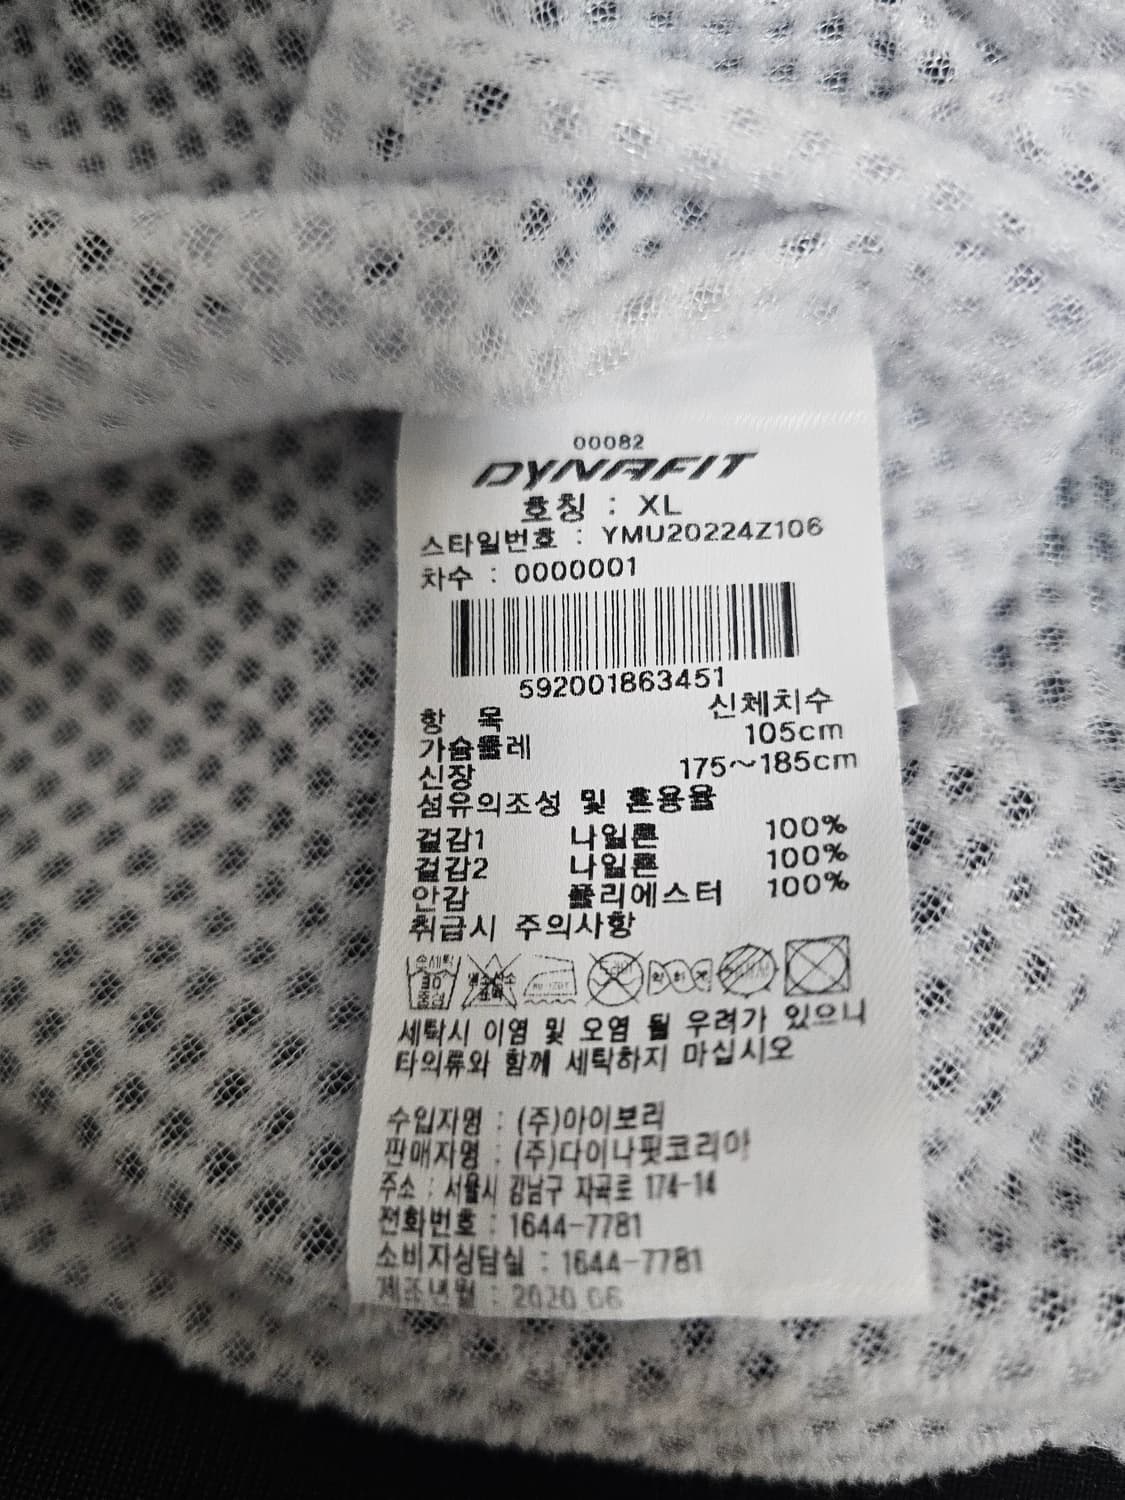 00082
DYNAFIT
호칭 : XL
스타일번호 : YMU20224Z106
차수 : 0000001
592001863451
항 목 신체치수
가슴둘레 105cm
신장 175~185cm
섬유의조성 및 혼용율
겉감1 나일론 100%
겉감2 나일론 100%
안감 폴리에스터 100%
취급시 주의사항
손세탁 30 중성
세탁시 이염 및 오염 될 우려가 있으니
타의류와 함께 세탁하지 마십시오
수입자명 : (주)아이보리
판매자명 : (주)다이나핏코리아
주소 : 서울시 강남구 자곡로 174-14
전화번호 : 1644-7781
소비자상담실 : 1644-7781
제조년월 : 2020 06